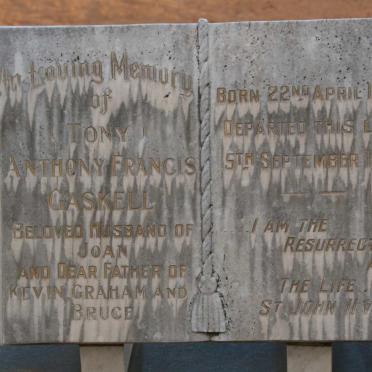 In Loving Memory
of
TONY
ANTHONY FRANCIS
GASKELL
BELOVED HUSBAND OF
JOAN
AND DEAR FATHER OF
KEVIN, GRAHAM AND
BRUCE
BORN 22ND APRIL
DEPARTED THIS
5TH SEPTEMBER
I AM THE
RESURRECT
THE LIFE
ST JOHN